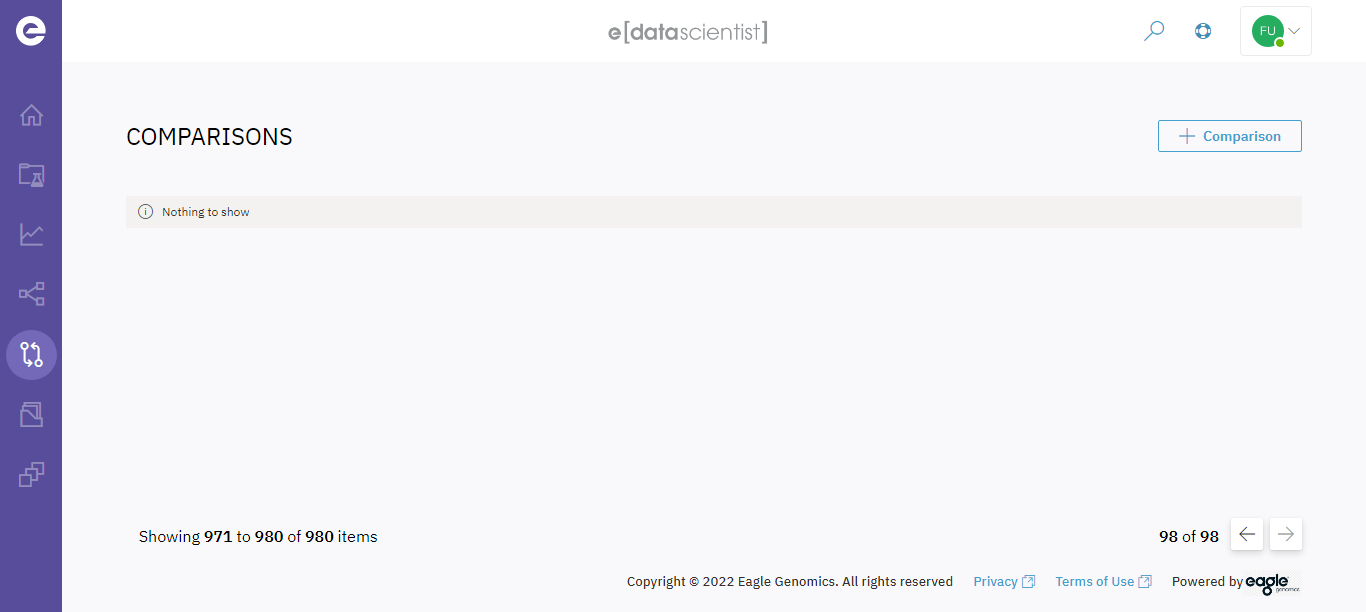 e[datascientist]
FU
COMPARISONS
Comparison
Nothing to show
Showing 971 to 980 of 980 items
98 of 98
Copyright © 2022 Eagle Genomics. All rights reserved
Privacy
Terms of Use
Powered by eagle genomics